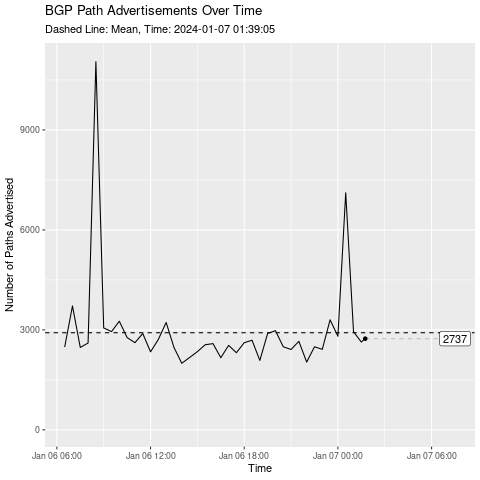 BGP Path Advertisements Over Time
Dashed Line: Mean, Time: 2024-01-07 01:39:05
Number of Paths Advertised
9000
6000
3000
0
2737
Jan 06 06:00 Jan 06 12:00 Jan 06 18:00 Jan 07 00:00 Jan 07 06:00
Time